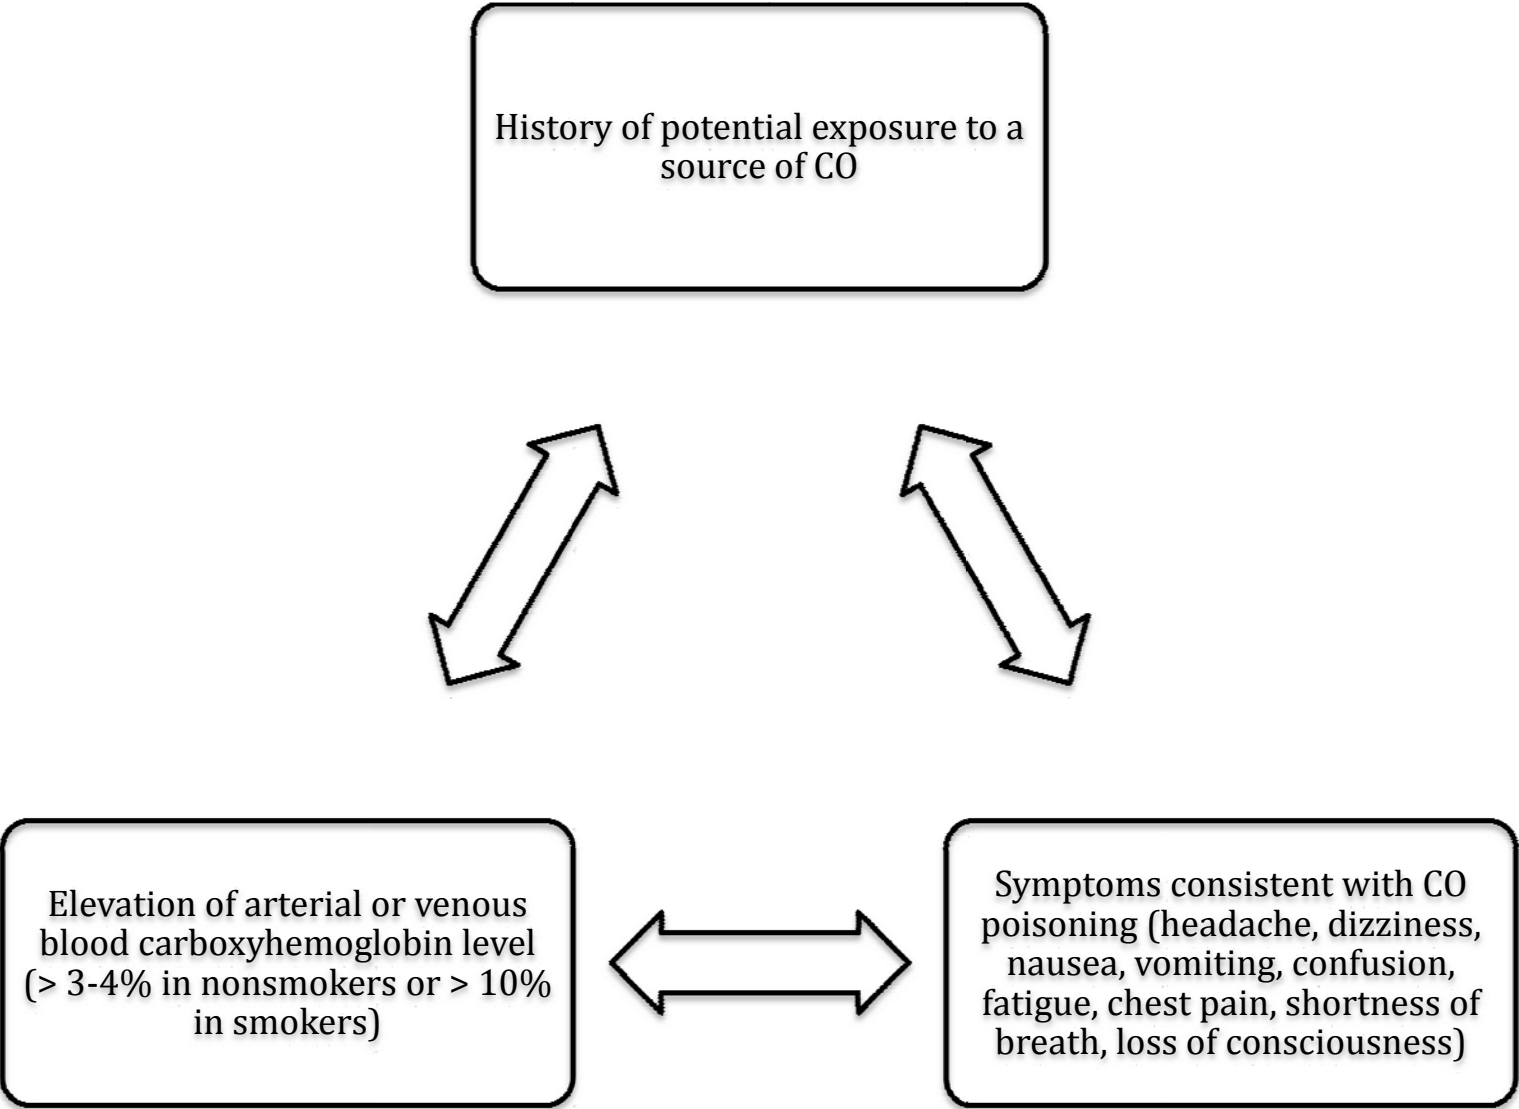 History of potential exposure to a
source of CO
Elevation of arterial or venous
blood carboxyhemoglobin level
(> 3-4% in nonsmokers or > 10%
in smokers)
Symptoms consistent with CO
poisoning (headache, dizziness,
nausea, vomiting, confusion,
fatigue, chest pain, shortness of
breath, loss of consciousness)